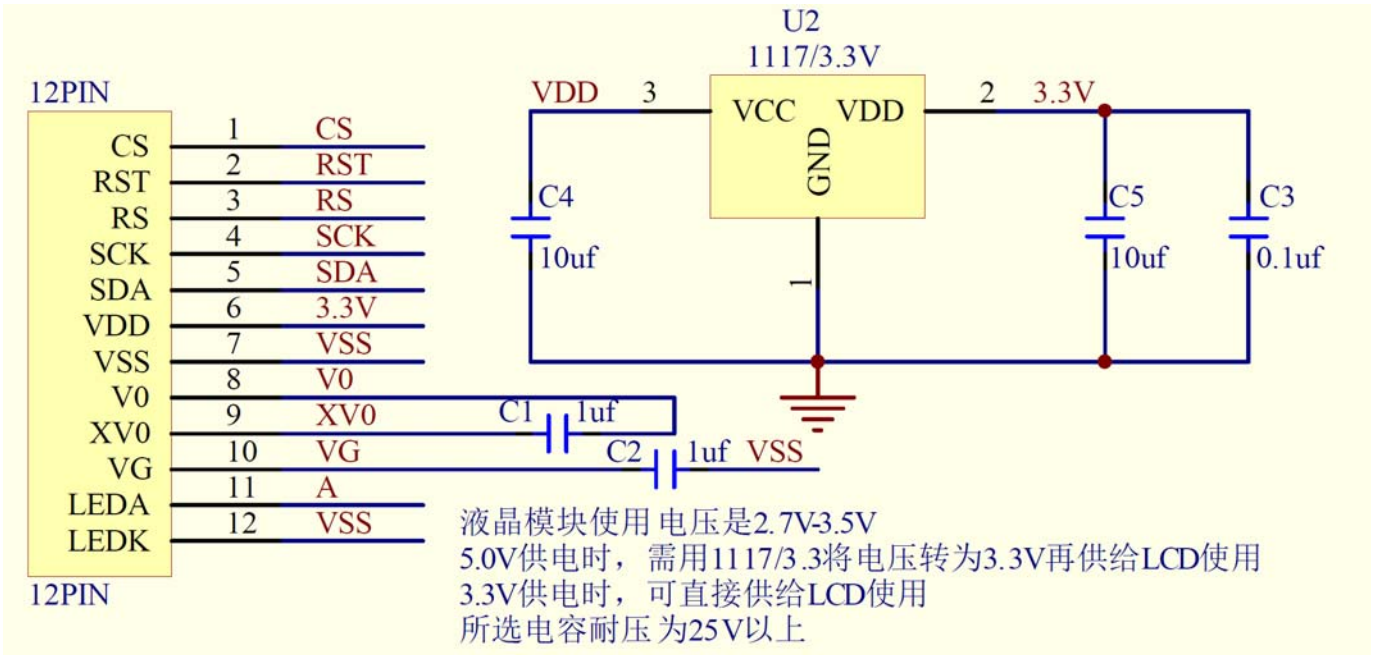 12PIN
CS 1 CS
RST 2 RST
RS 3 RS
SCK 4 SCK
SDA 5 SDA
VDD 6 3.3V
VSS 7 VSS
V0 8 V0
XV0 9 XV0 C1 1uf
VG 10 VG C2 1uf VSS
LEDA 11 A
LEDK 12 VSS
12PIN
U2
1117/3.3V
VDD 3 VCC VDD 2 3.3V
GND
1
C4
10uf
C5
10uf
C3
0.1uf
液晶模块使用电压是2.7V-3.5V
5.0V供电时，需用1117/3.3将电压转为3.3V再供给LCD使用
3.3V供电时，可直接供给LCD使用
所选电容耐压为25V以上